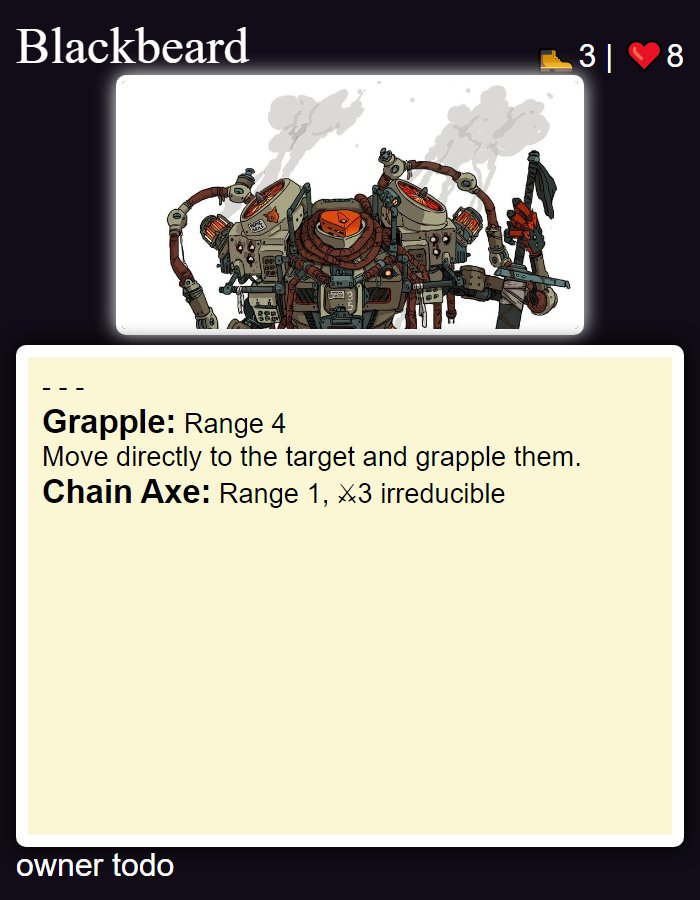 Blackbeard
🥾3 | ❤️8
- - -
Grapple: Range 4
Move directly to the target and grapple them.
Chain Axe: Range 1, ⚔3 irreducible
owner todo